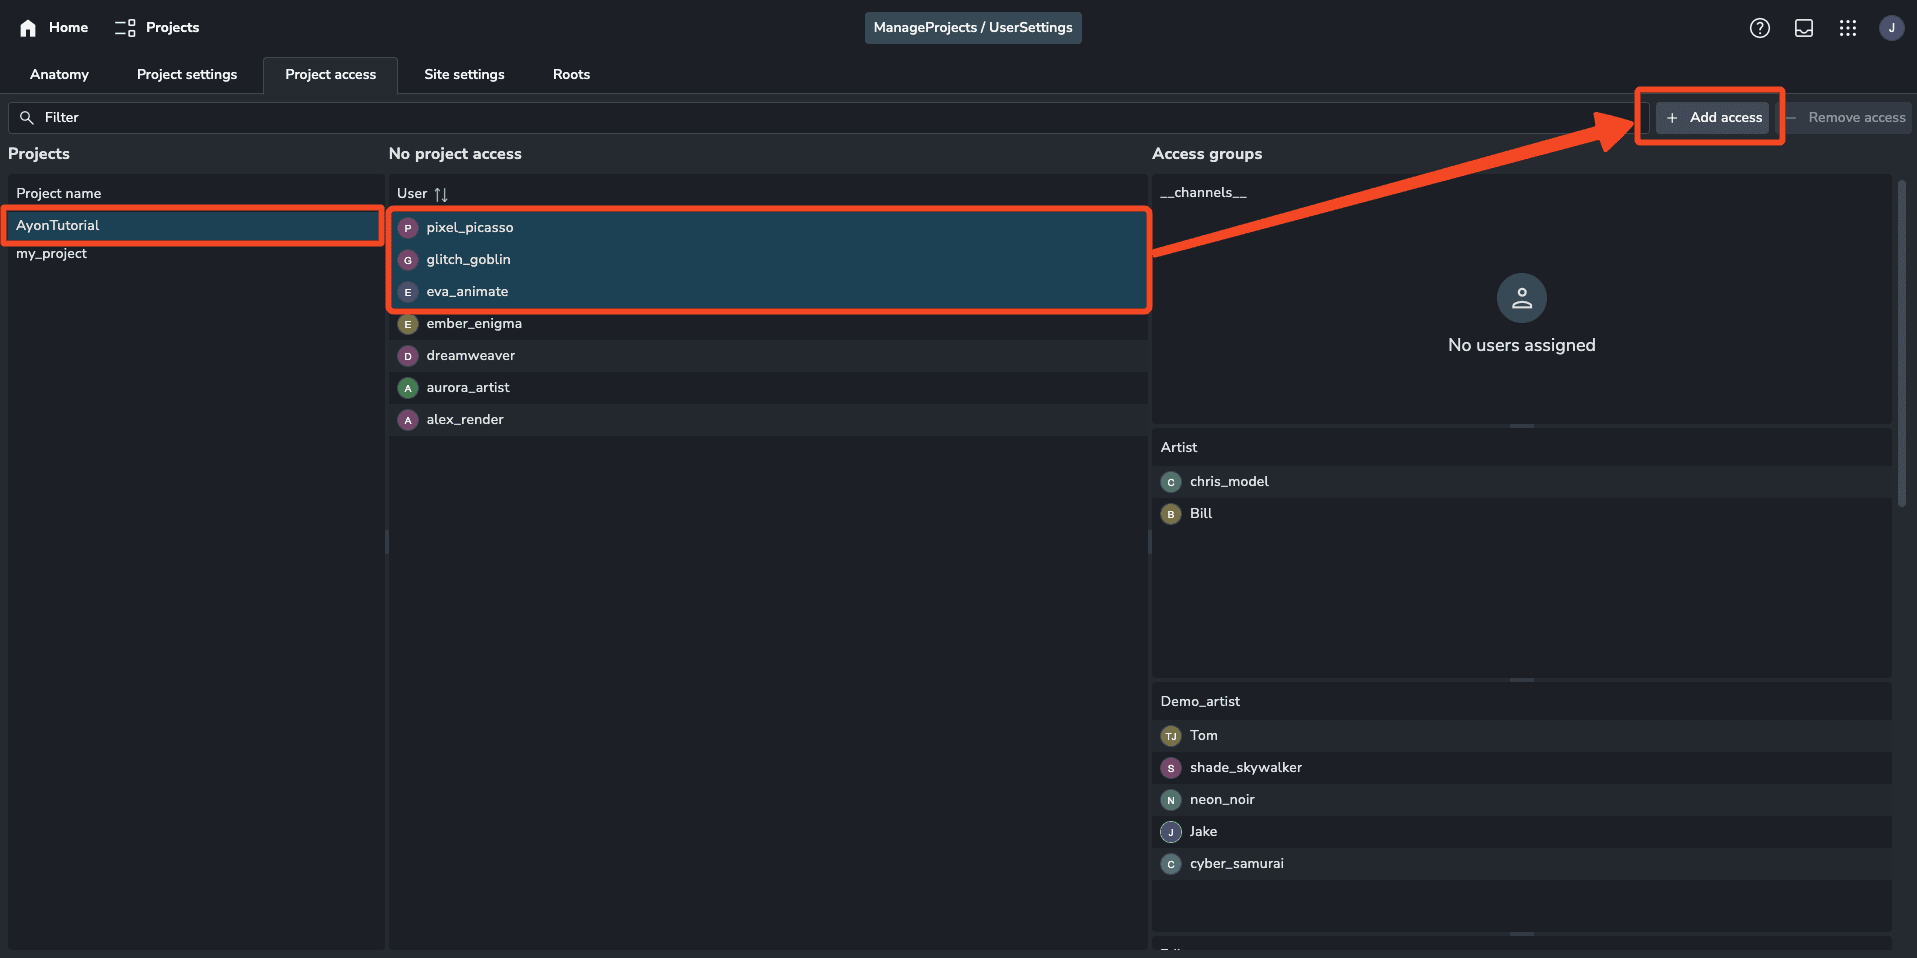 Home
Projects
ManageProjects / UserSettings
J
Anatomy
Project settings
Project access
Site settings
Roots
Filter
+ Add access
Remove access
Projects
No project access
Access groups
Project name
AyonTutorial
my_project
User
P pixel_picasso
G glitch_goblin
E eva_animate
E ember_enigma
D dreamweaver
A aurora_artist
A alex_render
__channels__
No users assigned
Artist
C chris_model
B Bill
Demo_artist
TJ Tom
S shade_skywalker
N neon_noir
J Jake
C cyber_samurai